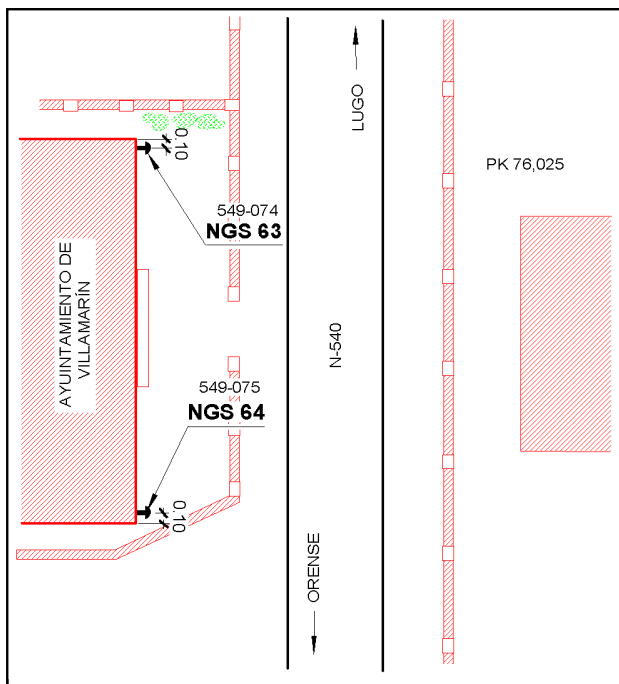 LUGO
0.10
PK 76,025
549-074
NGS 63
AYUINTAMIENTO DE
VILLAMARÍN
N-540
549-075
NGS 64
0.10
ORENSE